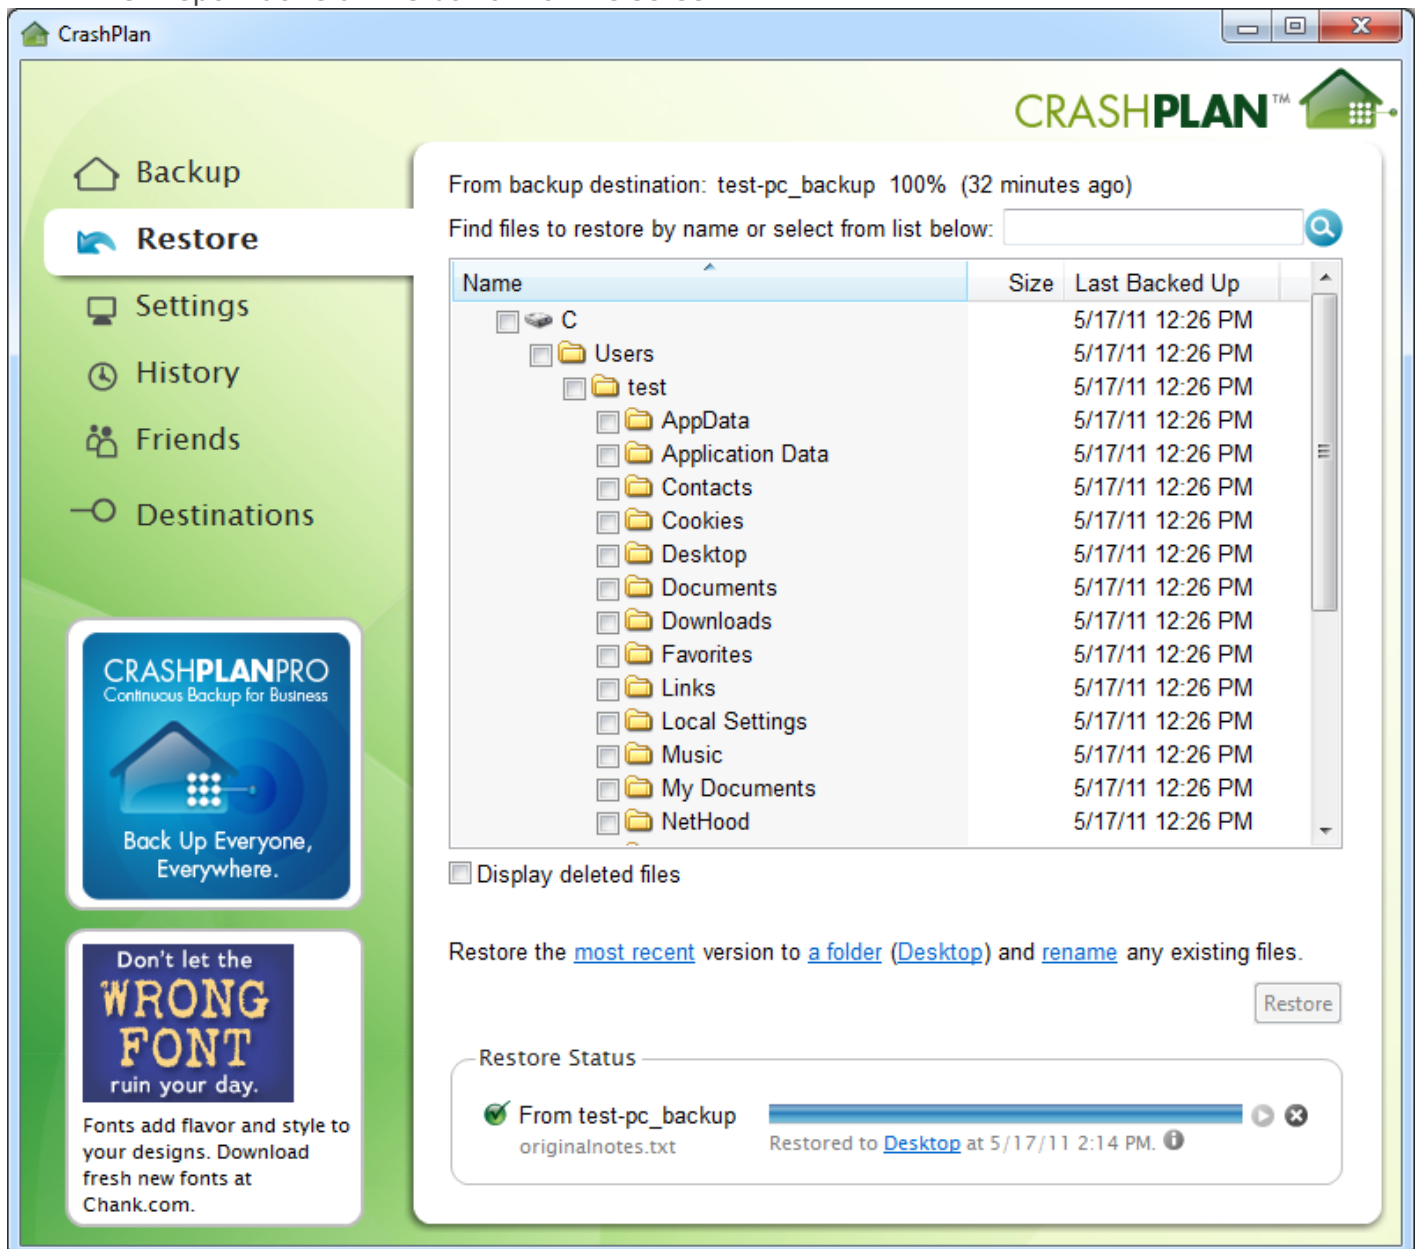 CrashPlan
CRASHPLAN™
Backup
Restore
Settings
History
Friends
Destinations
CRASHPLANPRO
Continuous Backup for Business
Back Up Everyone,
Everywhere.
Don't let the
WRONG
FONT
ruin your day.
Fonts add flavor and style to
your designs. Download
fresh new fonts at
Chank.com.
From backup destination: test-pc_backup 100% (32 minutes ago)
Find files to restore by name or select from list below:
Name Size Last Backed Up
C 5/17/11 12:26 PM
Users 5/17/11 12:26 PM
test 5/17/11 12:26 PM
AppData 5/17/11 12:26 PM
Application Data 5/17/11 12:26 PM
Contacts 5/17/11 12:26 PM
Cookies 5/17/11 12:26 PM
Desktop 5/17/11 12:26 PM
Documents 5/17/11 12:26 PM
Downloads 5/17/11 12:26 PM
Favorites 5/17/11 12:26 PM
Links 5/17/11 12:26 PM
Local Settings 5/17/11 12:26 PM
Music 5/17/11 12:26 PM
My Documents 5/17/11 12:26 PM
NetHood 5/17/11 12:26 PM
Display deleted files
Restore the most recent version to a folder (Desktop) and rename any existing files.
Restore
Restore Status
From test-pc_backup
originalnotes.txt
Restored to Desktop at 5/17/11 2:14 PM.